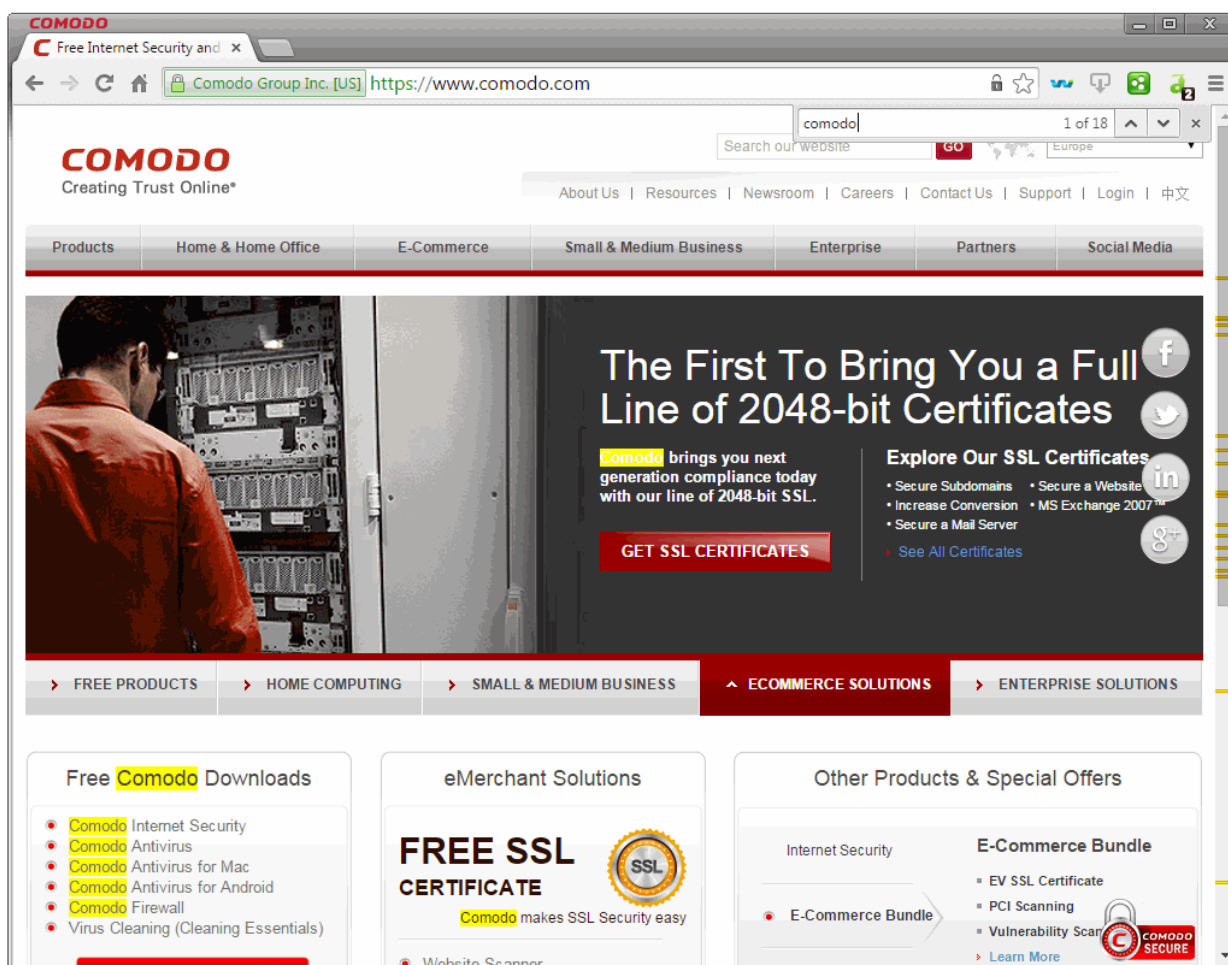 COMODO
Free Internet Security and
Comodo Group Inc. [US] https://www.comodo.com
2
comodo 1 of 18
Search our website GO Europe
COMODO
Creating Trust Online®
About Us | Resources | Newsroom | Careers | Contact Us | Support | Login | 中文
Products Home & Home Office E-Commerce Small & Medium Business Enterprise Partners Social Media
The First To Bring You a Full
Line of 2048-bit Certificates
Comodo brings you next
generation compliance today
with our line of 2048-bit SSL.
GET SSL CERTIFICATES
Explore Our SSL Certificates
• Secure Subdomains • Secure a Website
• Increase Conversion • MS Exchange 2007™
• Secure a Mail Server
See All Certificates
f
in
g+
FREE PRODUCTS HOME COMPUTING SMALL & MEDIUM BUSINESS ECOMMERCE SOLUTIONS ENTERPRISE SOLUTIONS
Free Comodo Downloads
Comodo Internet Security
Comodo Antivirus
Comodo Antivirus for Mac
Comodo Antivirus for Android
Comodo Firewall
Virus Cleaning (Cleaning Essentials)
eMerchant Solutions
FREE SSL
CERTIFICATE
SSL
Comodo makes SSL Security easy
Website Scanner
Other Products & Special Offers
Internet Security
E-Commerce Bundle
E-Commerce Bundle
EV SSL Certificate
PCI Scanning
Vulnerability Scan
Learn More
COMODO
SECURE